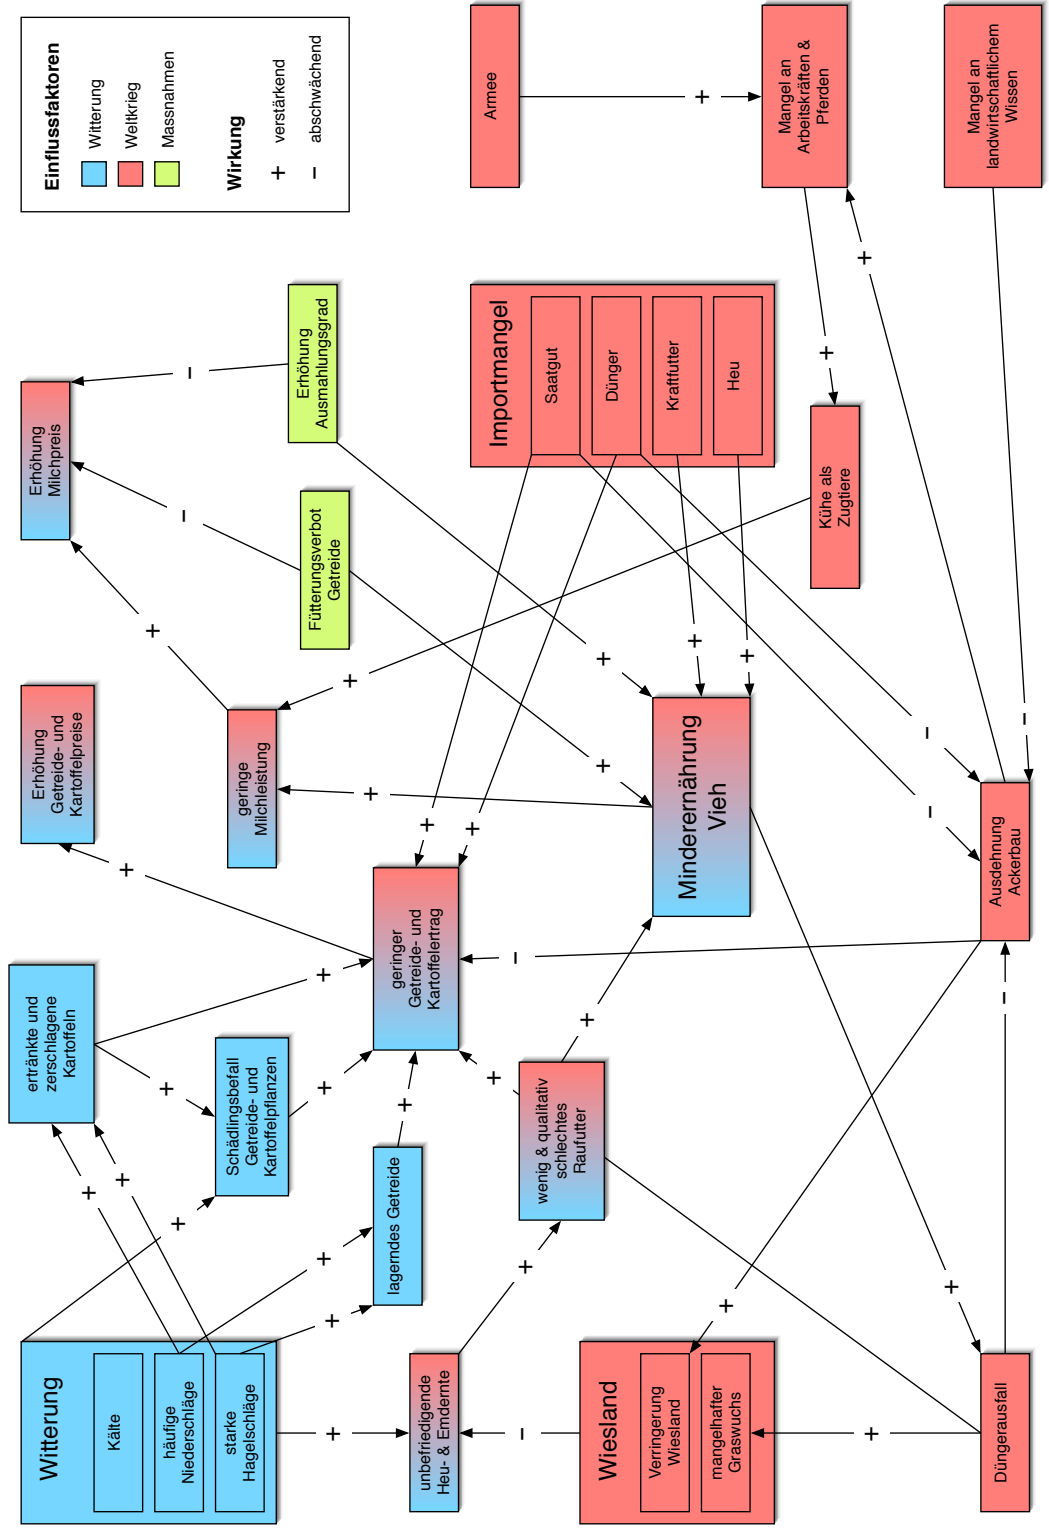 Witterung
Kälte
häufige
Niederschläge
starke
Hagelschläge
ertränkte und
zerschlagene
Kartoffeln
Schädlingsbefall
Getreide- und
Kartoffelpflanzen
lagerndes Getreide
Erhöhung
Getreide- und
Kartoffelpreise
geringer
Getreide- und
Kartoffelertrag
geringe
Milchleistung
Erhöhung
Milchpreis
Fütterungsverbot
Getreide
Erhöhung
Ausmahlungsgrad
Einflussfaktoren
Witterung
Weltkrieg
Massnahmen
Wirkung
+ verstärkend
− abschwächend
unbefriedigende
Heu- & Emdernte
wenig & qualitativ
schlechtes
Raufutter
Minderernährung
Vieh
Importmangel
Saatgut
Dünger
Kraftfutter
Heu
Armee
Wiesland
Verringerung
Wiesland
mangelhafter
Graswuchs
Kühe als
Zugtiere
Mangel an
Arbeitskräften &
Pferden
Düngerausfall
Ausdehnung
Ackerbau
Mangel an
landwirtschaftlichem
Wissen